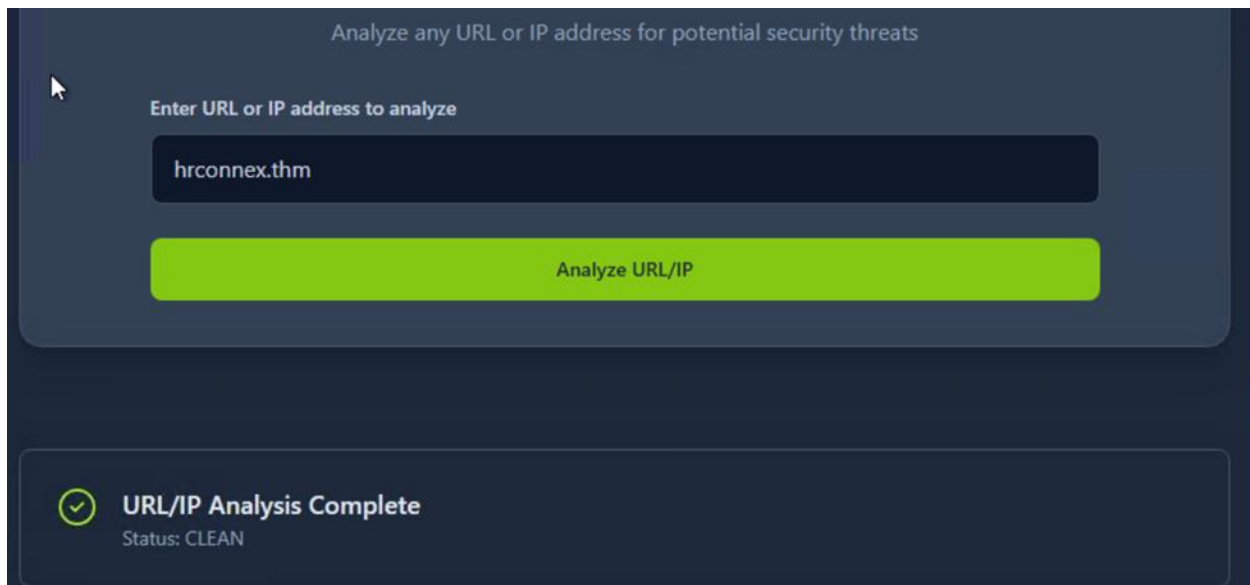 Analyze any URL or IP address for potential security threats
Enter URL or IP address to analyze
hrconnex.thm
Analyze URL/IP
URL/IP Analysis Complete
Status: CLEAN